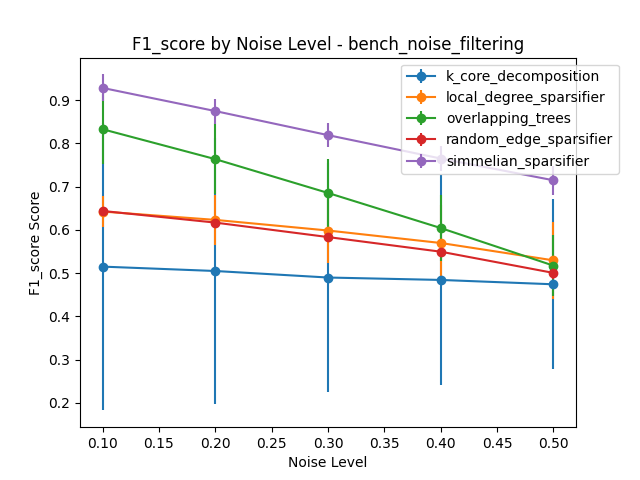 F1_score by Noise Level - bench_noise_filtering
k_core_decomposition
local_degree_sparsifier
overlapping_trees
random_edge_sparsifier
simmelian_sparsifier
F1_score Score
0.9
0.8
0.7
0.6
0.5
0.4
0.3
0.2
0.10 0.15 0.20 0.25 0.30 0.35 0.40 0.45 0.50
Noise Level